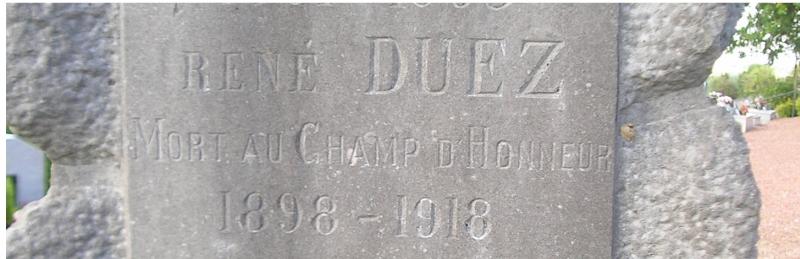 RENÉ DUEZ
MORT AU CHAMP D'HONNEUR
1898 - 1918